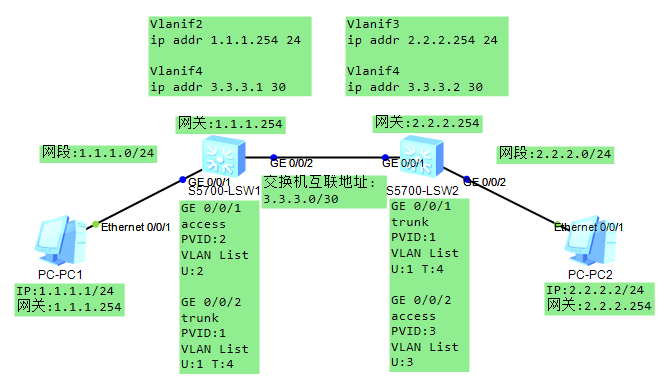 Vlanif2
ip addr 1.1.1.254 24
Vlanif4
ip addr 3.3.3.1 30
Vlanif3
ip addr 2.2.2.254 24
Vlanif4
ip addr 3.3.3.2 30
网关:1.1.1.254
网关:2.2.2.254
网段:1.1.1.0/24
网段:2.2.2.0/24
GE 0/0/1
GE 0/0/2
GE 0/0/1
GE 0/0/2
S5700-LSW1
交换机互联地址:
3.3.3.0/30
S5700-LSW2
Ethernet 0/0/1
Ethernet 0/0/1
PC-PC1
IP:1.1.1.1/24
网关:1.1.1.254
GE 0/0/1
access
PVID:2
VLAN List
U:2
GE 0/0/2
trunk
PVID:1
VLAN List
U:1 T:4
GE 0/0/1
trunk
PVID:1
VLAN List
U:1 T:4
GE 0/0/2
access
PVID:3
VLAN List
U:3
PC-PC2
IP:2.2.2.2/24
网关:2.2.2.254